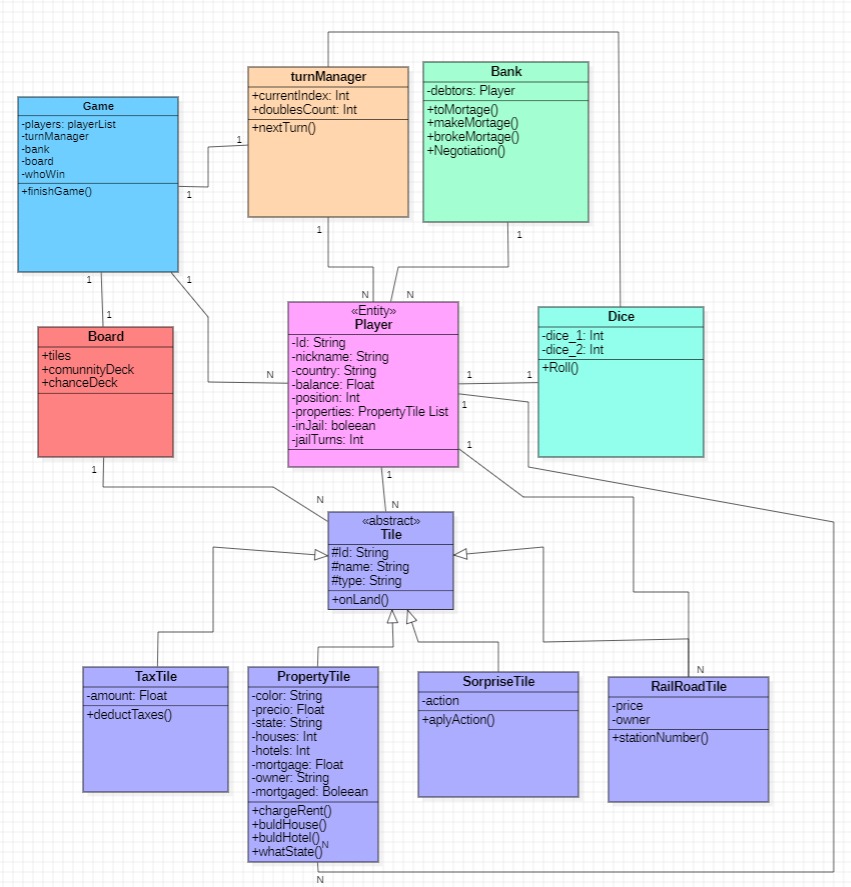 turnManager
+currentIndex: Int
+doublesCount: Int
+nextTurn()
Bank
-debtors: Player
+toMortage()
+makeMortage()
+brokeMortage()
+Negotiation()
Game
-players: playerList
-turnManager
-bank
-board
-whoWin
+finishGame()
1
1
1
1
1
1
1
N
N
N
1
Board
+tiles
+comunnityDeck
+chanceDeck
«Entity»
Player
-Id: String
-nickname: String
-country: String
-balance: Float
-position: Int
-properties: PropertyTile List
-inJail: boleean
-jailTurns: Int
Dice
-dice_1: Int
-dice_2: Int
+Roll()
1
1
1
1
1
N
1
N
«abstract»
Tile
#Id: String
#name: String
#type: String
+onLand()
TaxTile
-amount: Float
+deductTaxes()
PropertyTile
-color: String
-precio: Float
-state: String
-houses: Int
-hotels: Int
-mortgage: Float
-owner: String
-mortgaged: Boleean
+chargeRent()
+buldHouse()
+buldHotel()
+whatState()
N
N
SorpriseTile
-action
+aplyAction()
N
RailRoadTile
-price
-owner
+stationNumber()